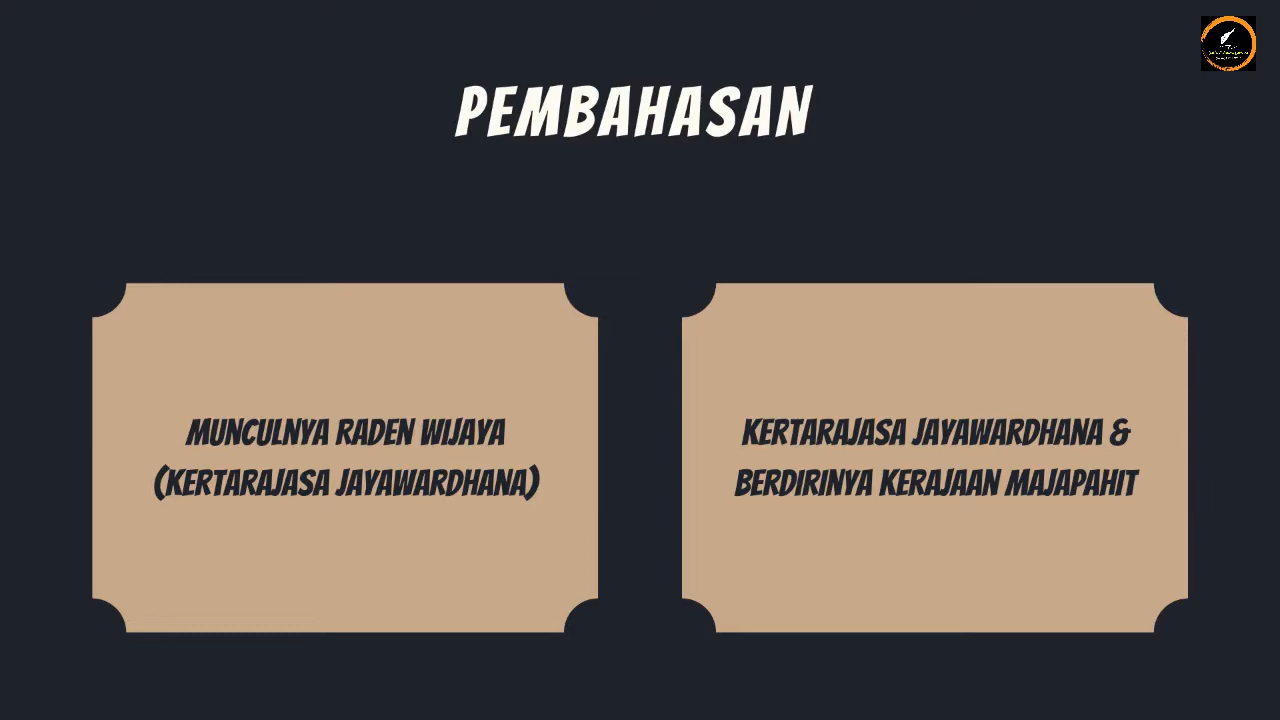 PEMBAHASAN
MUNCULNYA RADEN WIJAYA
(KERTARAJASA JAYAWARDHANA)
KERTARAJASA JAYAWARDHANA &
BERDIRINYA KERAJAAN MAJAPAHIT